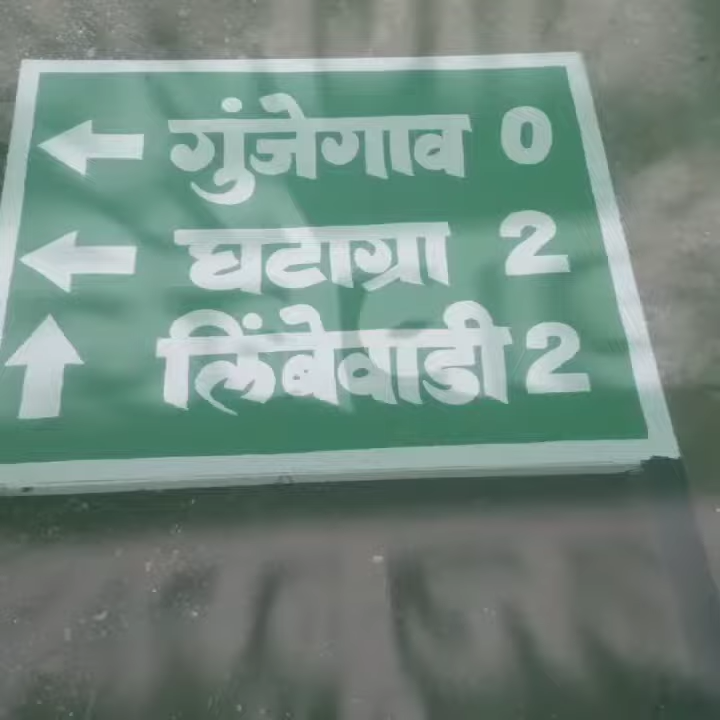 ← गुंजेगाव 0
← घटाग्रा 2
↑ लिंबेवाडी 2